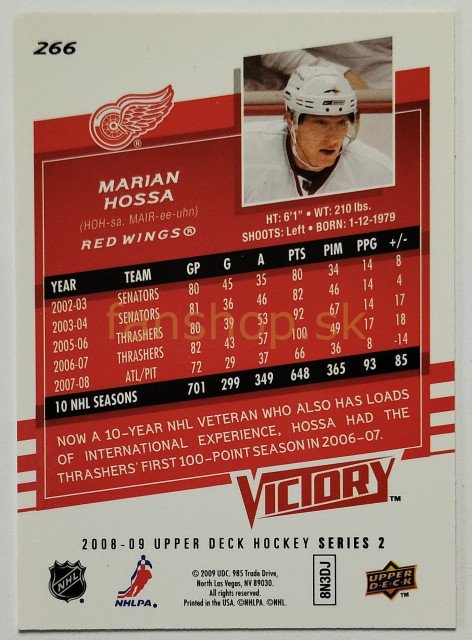 266
MARIAN
HOSSA
(HOH-sa, MAIR-ee-uhn)
RED WINGS®
HT: 6'1" • WT: 210 lbs.
SHOOTS: Left • BORN: 1-12-1979
YEAR TEAM GP G A PTS PIM PPG +/-
2002-03 SENATORS 80 45 35 80 34 14 8
2003-04 SENATORS 81 36 46 82 46 14 4
2005-06 THRASHERS 80 39 53 92 67 14 17
2006-07 THRASHERS 82 43 57 100 49 17 18
2007-08 ATL/PIT 72 29 37 66 36 8 -14
10 NHL SEASONS 701 299 349 648 365 93 85
fanshop.sk
NOW A 10-YEAR NHL VETERAN WHO ALSO HAS LOADS
OF INTERNATIONAL EXPERIENCE, HOSSA HAD THE
THRASHERS' FIRST 100-POINT SEASON IN 2006-07.
VICTORY™
2008-09 UPPER DECK HOCKEY SERIES 2
NHL
NHLPA
© 2009 UDC, 985 Trade Drive,
North Las Vegas, NV 89030.
All rights reserved.
Printed in the USA. ©NHLPA. ©NHL.
8N3DJ
UPPER
DECK